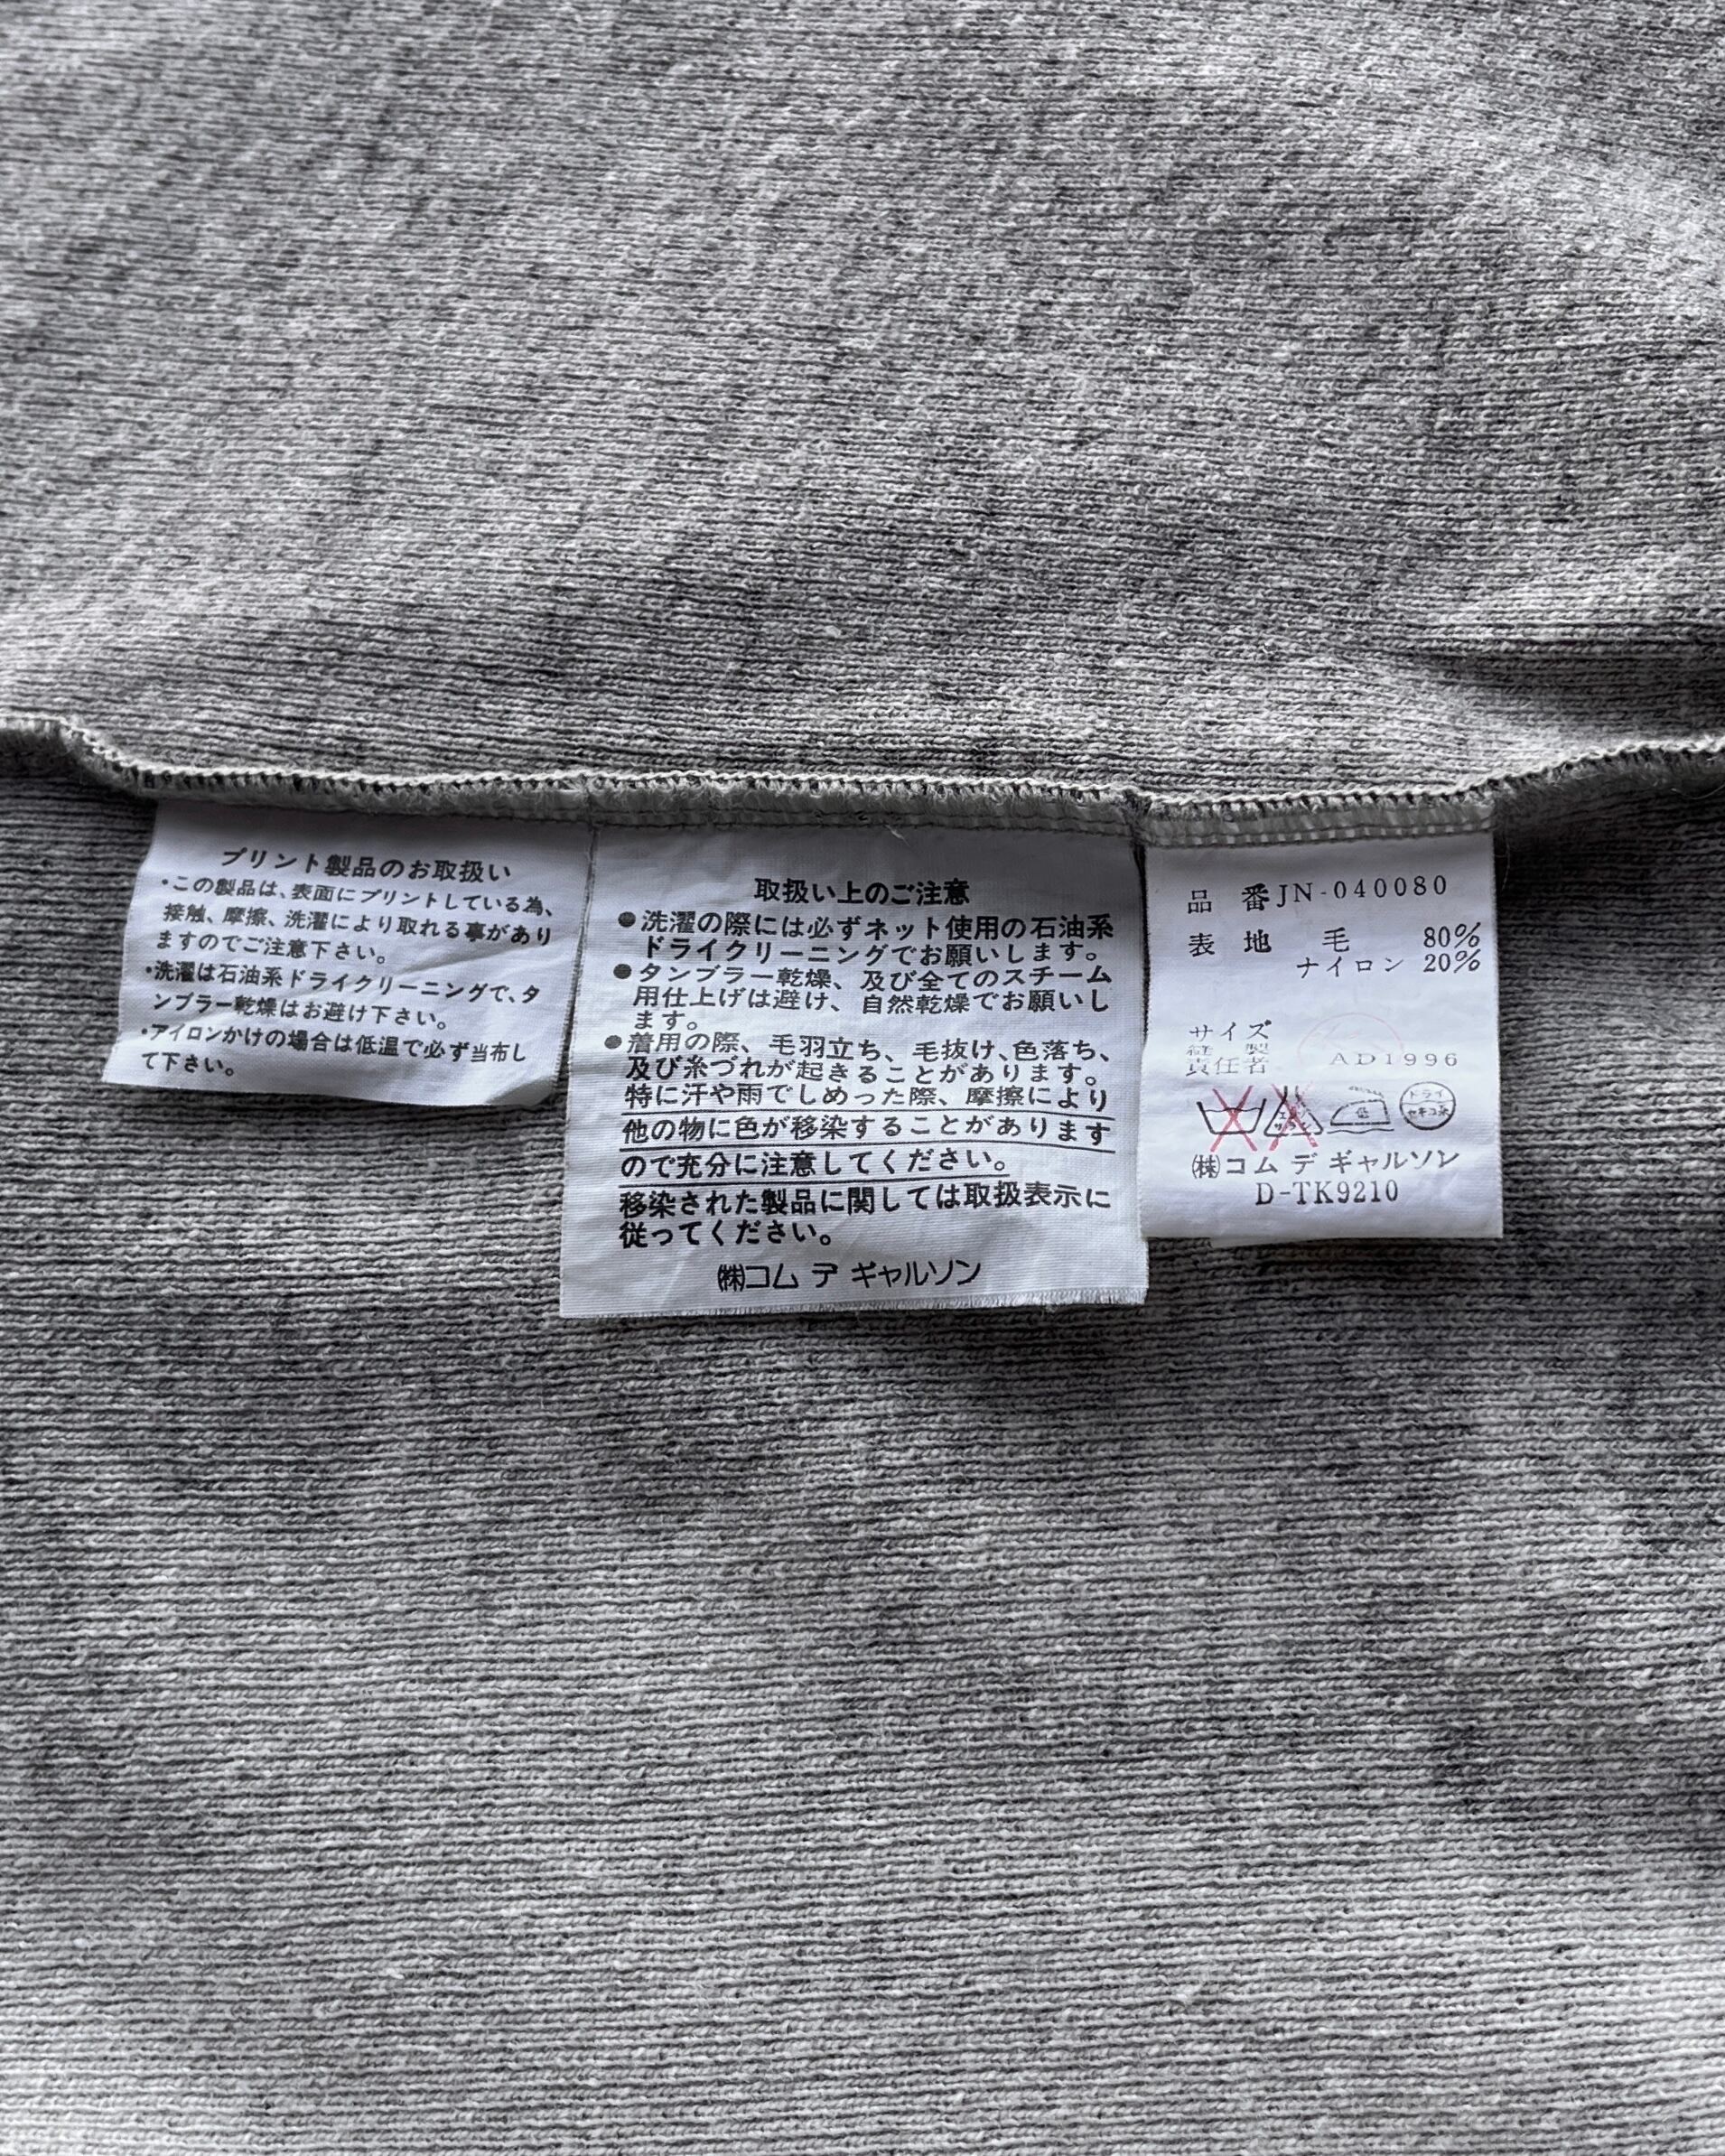 プリント製品のお取扱い
・この製品は、表面にプリントしている為、
接触、摩擦、洗濯により取れる事があり
ますのでご注意下さい。
・洗濯は石油系ドライクリーニングで、タ
ンブラー乾燥はお避け下さい。
・アイロンかけの場合は低温で必ず当布し
て下さい。
取扱い上のご注意
●洗濯の際には必ずネット使用の石油系
ドライクリーニングでお願いします。
●タンブラー乾燥、及び全てのスチーム
用仕上げは避け、自然乾燥でお願いし
ます。
●着用の際、毛羽立ち、毛抜け、色落ち、
及び糸づれが起きることがあります。
特に汗や雨でしめった際、摩擦により
他の物に色が移染することがあります
ので充分に注意してください。
移染された製品に関しては取扱表示に
従ってください。
㈱コム デ ギャルソン
品 番 JN-040080
表 地 毛 80%
ナイロン 20%
サイズ
縫製
責任者 AD1996
エンソ サラシ 低 ドライ セキユ系
㈱コム デ ギャルソン
D-TK9210